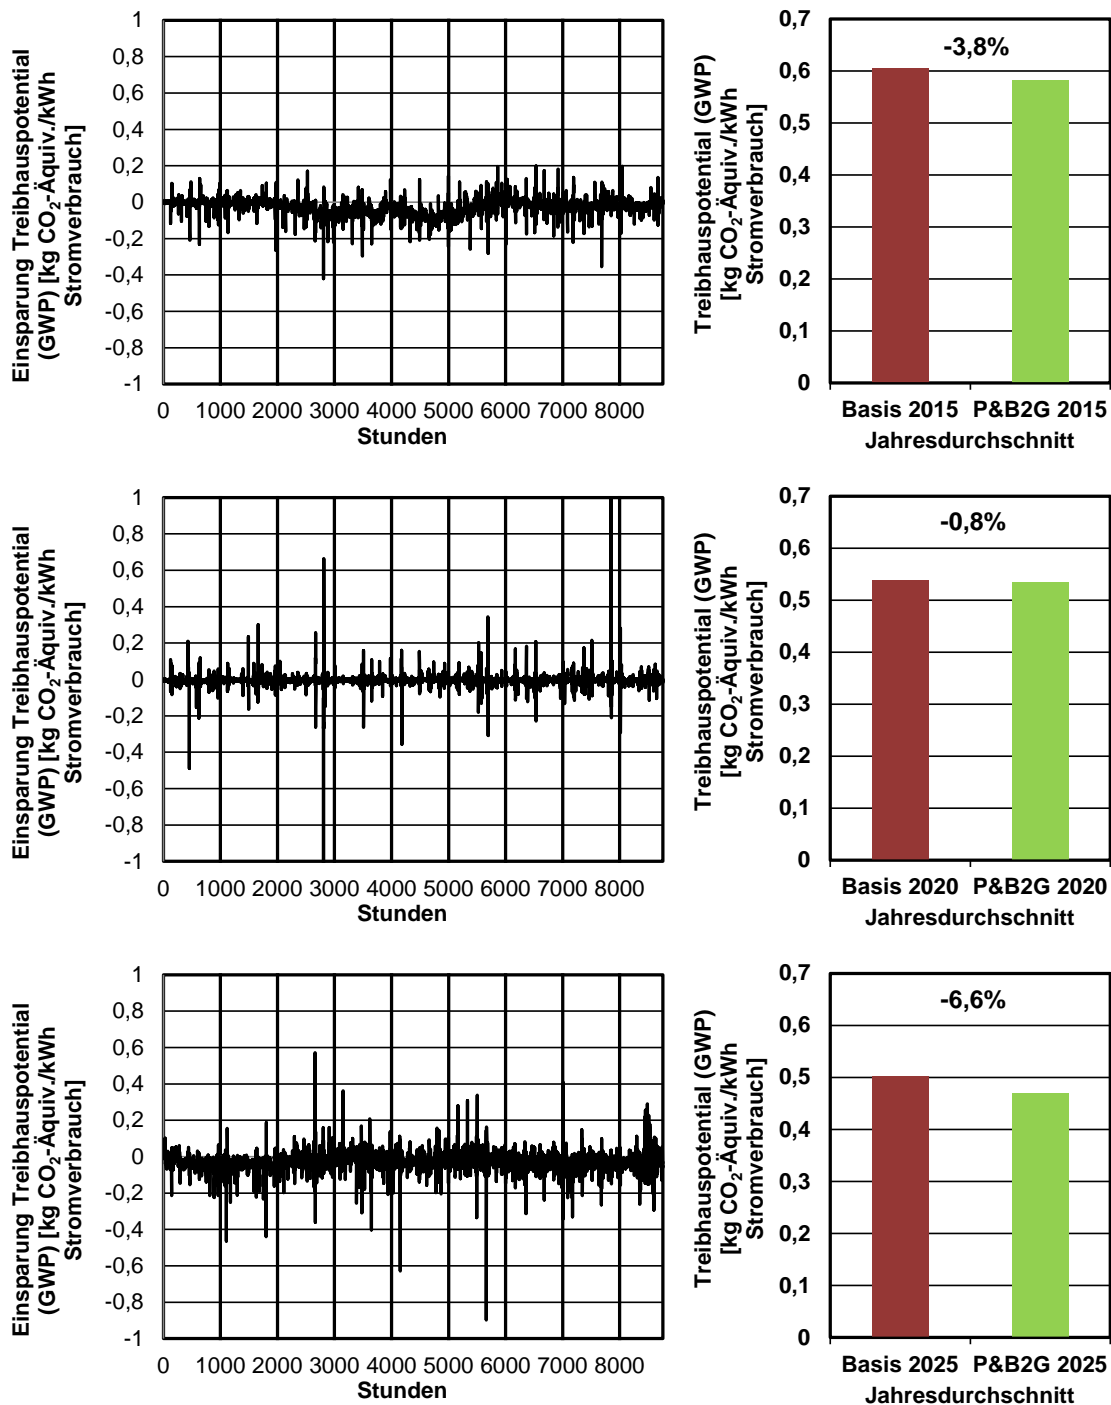 Einsparung Treibhauspotential
(GWP) [kg CO₂-Äquiv./kWh
Stromverbrauch]
1
0,8
0,6
0,4
0,2
0
-0,2
-0,4
-0,6
-0,8
-1
0 1000 2000 3000 4000 5000 6000 7000 8000
Stunden
Treibhauspotential (GWP)
[kg CO₂-Äquiv./kWh
Stromverbrauch]
0,7
0,6
0,5
0,4
0,3
0,2
0,1
0
-3,8%
Basis 2015 P&B2G 2015
Jahresdurchschnitt
Einsparung Treibhauspotential
(GWP) [kg CO₂-Äquiv./kWh
Stromverbrauch]
1
0,8
0,6
0,4
0,2
0
-0,2
-0,4
-0,6
-0,8
-1
0 1000 2000 3000 4000 5000 6000 7000 8000
Stunden
Treibhauspotential (GWP)
[kg CO₂-Äquiv./kWh
Stromverbrauch]
0,7
0,6
0,5
0,4
0,3
0,2
0,1
0
-0,8%
Basis 2020 P&B2G 2020
Jahresdurchschnitt
Einsparung Treibhauspotential
(GWP) [kg CO₂-Äquiv./kWh
Stromverbrauch]
1
0,8
0,6
0,4
0,2
0
-0,2
-0,4
-0,6
-0,8
-1
0 1000 2000 3000 4000 5000 6000 7000 8000
Stunden
Treibhauspotential (GWP)
[kg CO₂-Äquiv./kWh
Stromverbrauch]
0,7
0,6
0,5
0,4
0,3
0,2
0,1
0
-6,6%
Basis 2025 P&B2G 2025
Jahresdurchschnitt